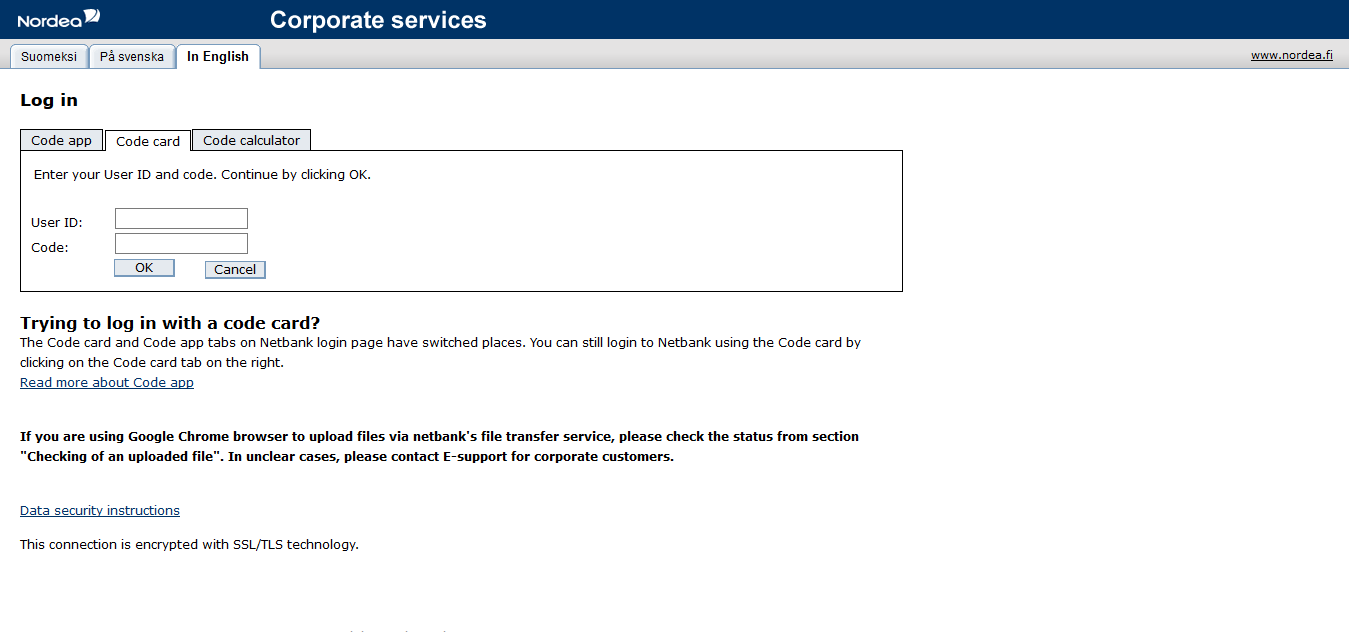 Nordea
Corporate services
Suomeksi
På svenska
In English
www.nordea.fi
Log in
Code app
Code card
Code calculator
Enter your User ID and code. Continue by clicking OK.
User ID:
Code:
OK
Cancel
Trying to log in with a code card?
The Code card and Code app tabs on Netbank login page have switched places. You can still login to Netbank using the Code card by
clicking on the Code card tab on the right.
Read more about Code app
If you are using Google Chrome browser to upload files via netbank's file transfer service, please check the status from section
"Checking of an uploaded file". In unclear cases, please contact E-support for corporate customers.
Data security instructions
This connection is encrypted with SSL/TLS technology.